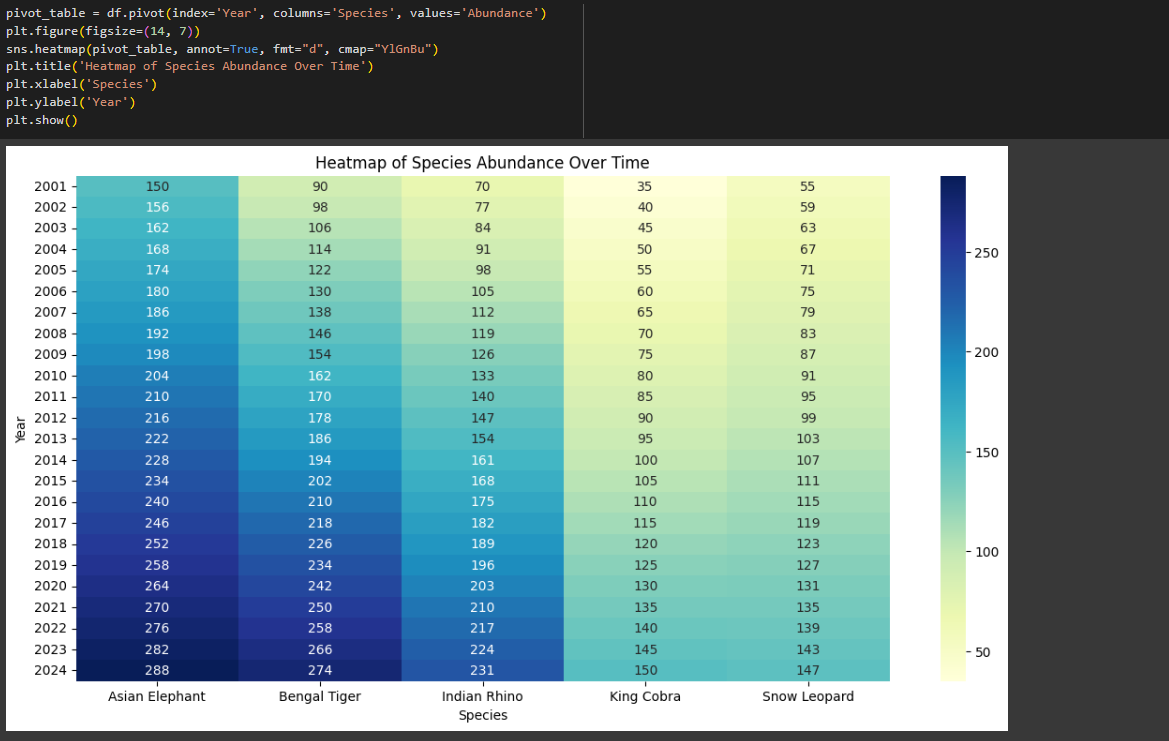 pivot_table = df.pivot(index='Year', columns='Species', values='Abundance')
plt.figure(figsize=(14, 7))
sns.heatmap(pivot_table, annot=True, fmt="d", cmap="YlGnBu")
plt.title('Heatmap of Species Abundance Over Time')
plt.xlabel('Species')
plt.ylabel('Year')
plt.show()
Heatmap of Species Abundance Over Time
2001 150 90 70 35 55
2002 156 98 77 40 59
2003 162 106 84 45 63
2004 168 114 91 50 67
2005 174 122 98 55 71
2006 180 130 105 60 75
2007 186 138 112 65 79
2008 192 146 119 70 83
2009 198 154 126 75 87
2010 204 162 133 80 91
2011 210 170 140 85 95
2012 216 178 147 90 99
2013 222 186 154 95 103
2014 228 194 161 100 107
2015 234 202 168 105 111
2016 240 210 175 110 115
2017 246 218 182 115 119
2018 252 226 189 120 123
2019 258 234 196 125 127
2020 264 242 203 130 131
2021 270 250 210 135 135
2022 276 258 217 140 139
2023 282 266 224 145 143
2024 288 274 231 150 147
Year
Asian Elephant Bengal Tiger Indian Rhino King Cobra Snow Leopard
Species
250
200
150
100
50